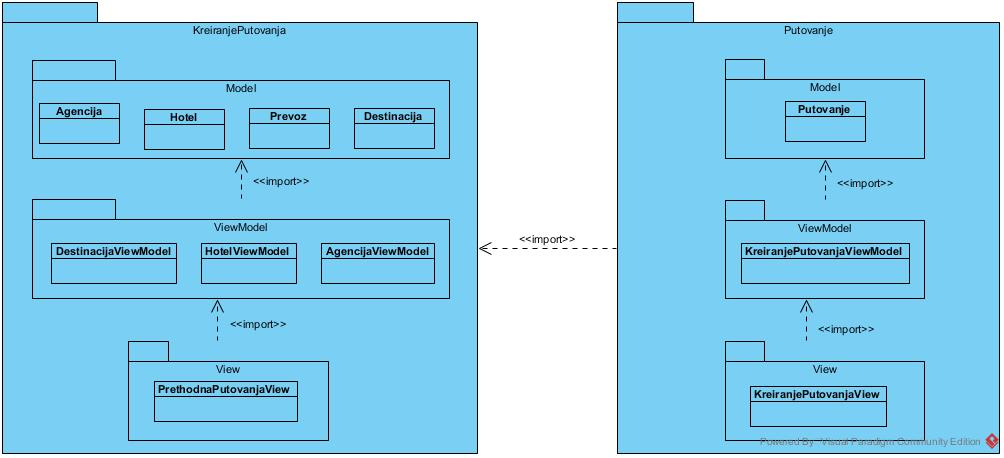 KreiranjePutovanja
Model
Agencija
Hotel
Prevoz
Destinacija
<<import>>
ViewModel
DestinacijaViewModel
HotelViewModel
AgencijaViewModel
<<import>>
View
PrethodnaPutovanjaView
<<import>>
Putovanje
Model
Putovanje
<<import>>
ViewModel
KreiranjePutovanjaViewModel
<<import>>
View
KreiranjePutovanjaView
Powered By Visual Paradigm Community Edition